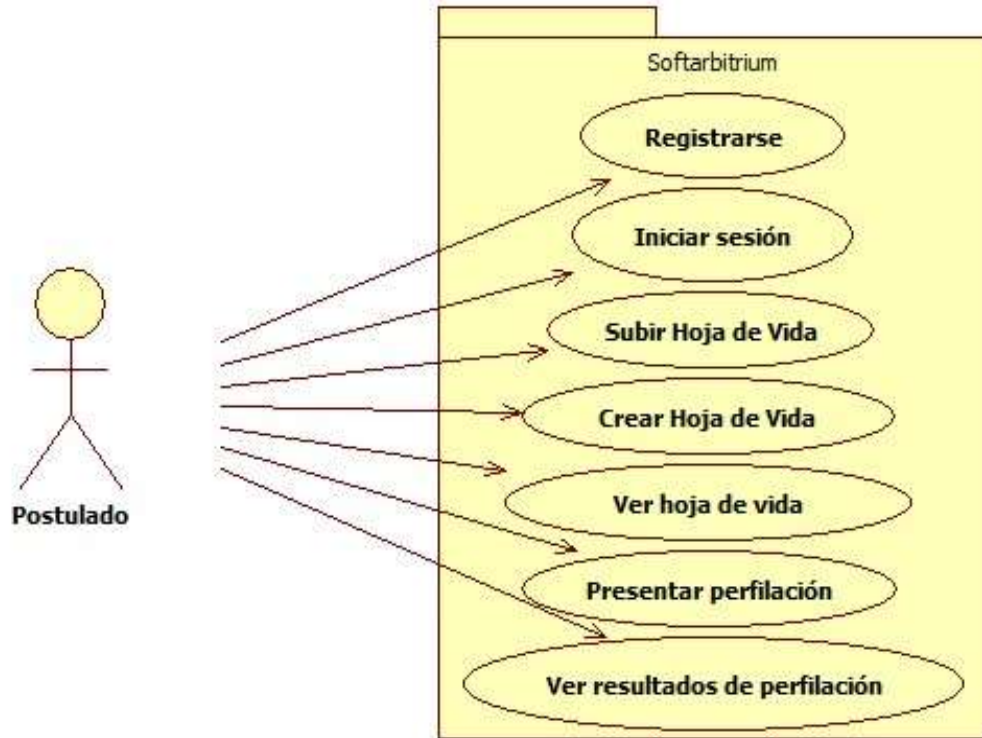 Softarbitrium
Registrarse
Iniciar sesión
Subir Hoja de Vida
Crear Hoja de Vida
Ver hoja de vida
Postulado
Presentar perfilación
Ver resultados de perfilación